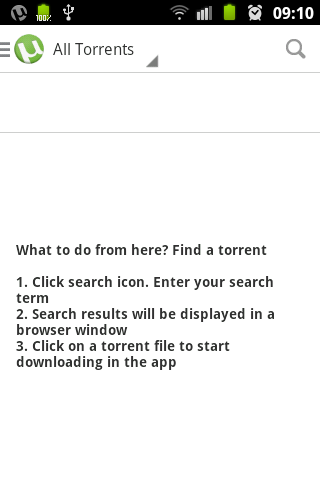 100%
09:10
All Torrents
What to do from here? Find a torrent
1. Click search icon. Enter your search
term
2. Search results will be displayed in a
browser window
3. Click on a torrent file to start
downloading in the app